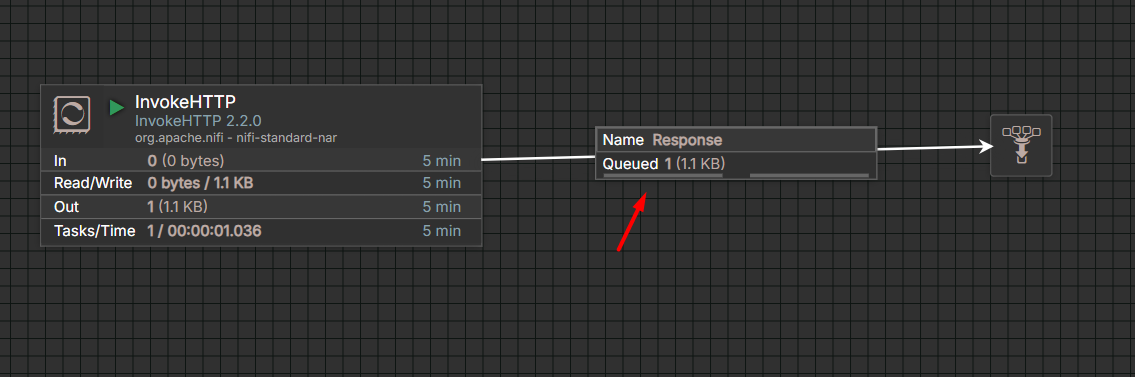 InvokeHTTP
InvokeHTTP 2.2.0
org.apache.nifi - nifi-standard-nar
In 0 (0 bytes) 5 min
Read/Write 0 bytes / 1.1 KB 5 min
Out 1 (1.1 KB) 5 min
Tasks/Time 1 / 00:00:01.036 5 min
Name Response
Queued 1 (1.1 KB)